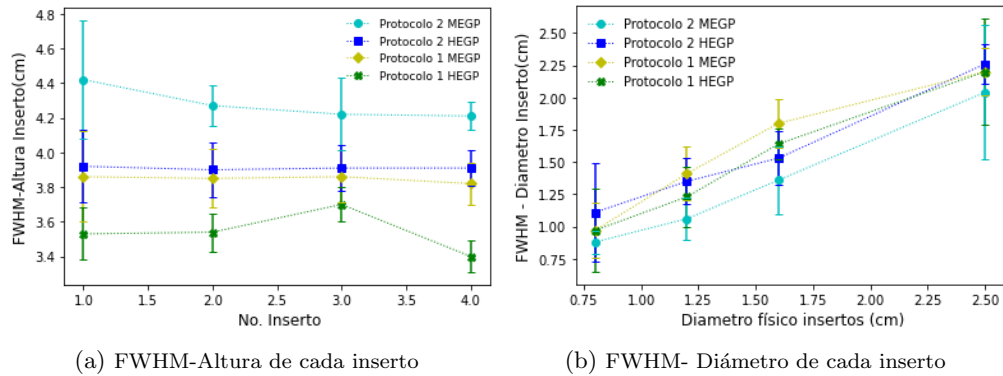 4.8
4.6
4.4
4.2
4.0
3.8
3.6
3.4
FWHM-Altura Inserto(cm)
Protocolo 2 MEGP
Protocolo 2 HEGP
Protocolo 1 MEGP
Protocolo 1 HEGP
1.0 1.5 2.0 2.5 3.0 3.5 4.0
No. Inserto
(a) FWHM-Altura de cada inserto
2.50
2.25
2.00
1.75
1.50
1.25
1.00
0.75
FWHM - Diametro Inserto(cm)
Protocolo 2 MEGP
Protocolo 2 HEGP
Protocolo 1 MEGP
Protocolo 1 HEGP
0.75 1.00 1.25 1.50 1.75 2.00 2.25 2.50
Diametro físico insertos (cm)
(b) FWHM- Diámetro de cada inserto